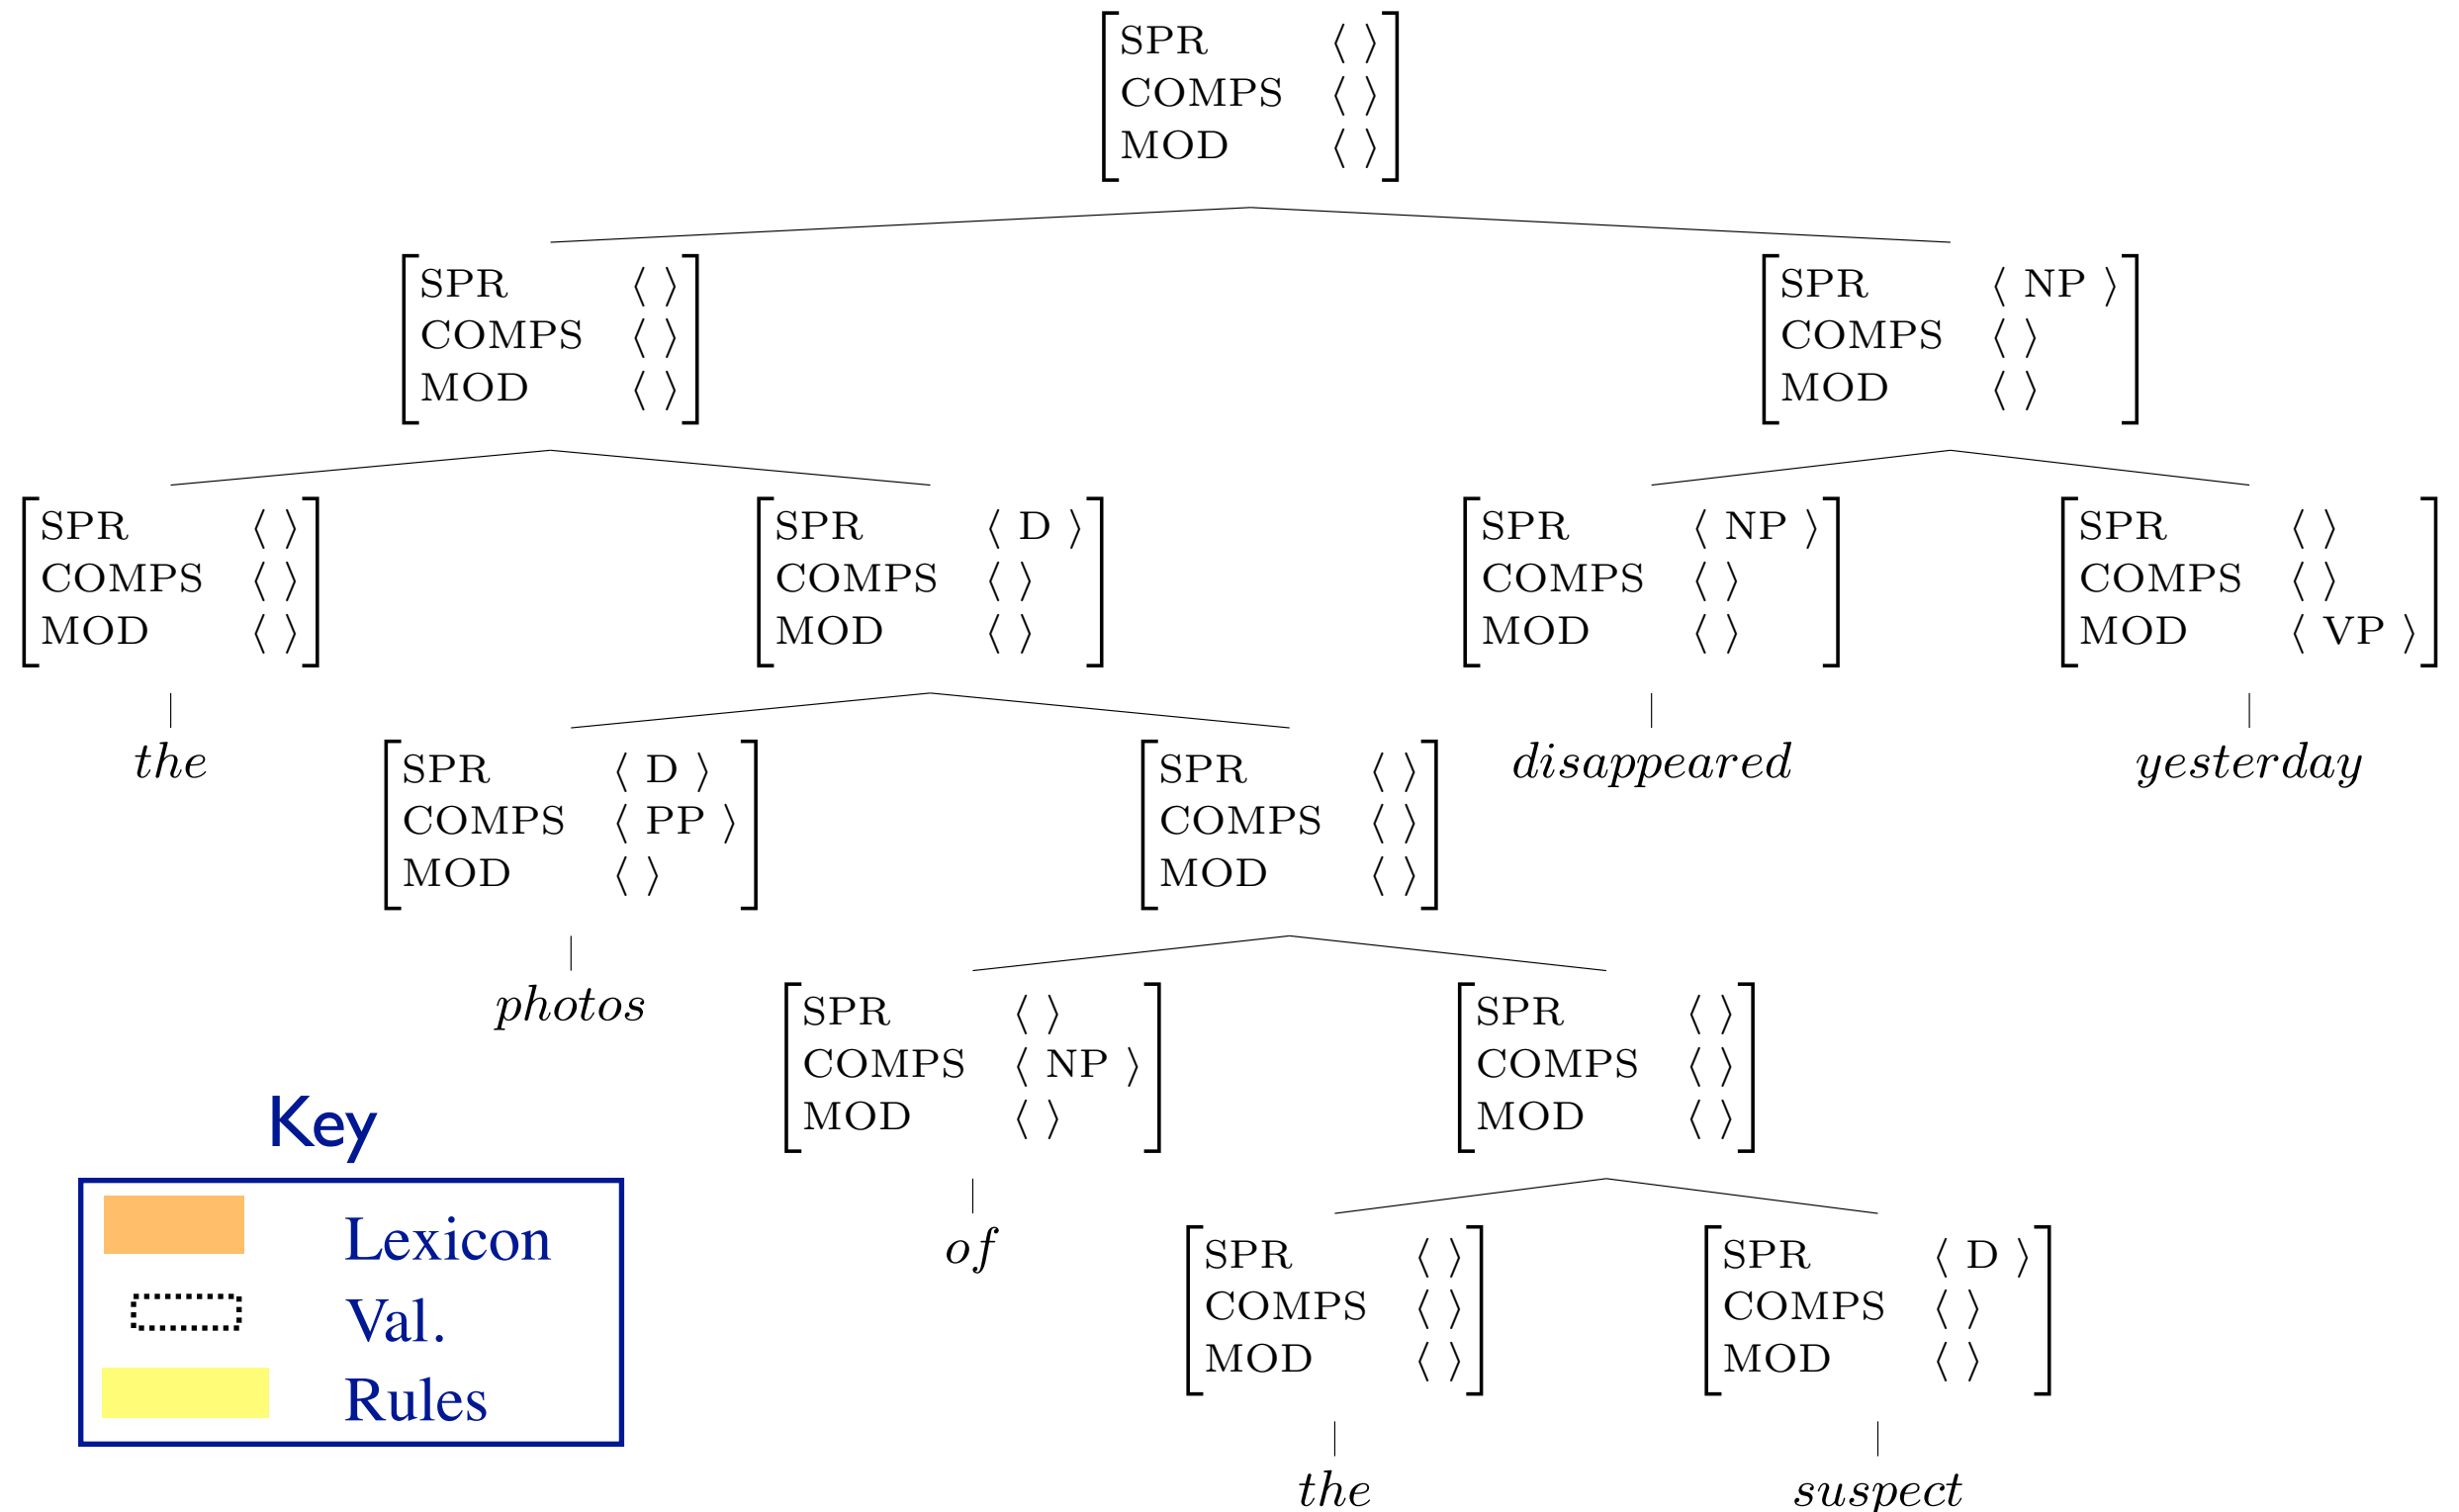 SPR ⟨ ⟩
COMPS ⟨ ⟩
MOD ⟨ ⟩
SPR ⟨ ⟩
COMPS ⟨ ⟩
MOD ⟨ ⟩
SPR ⟨ NP ⟩
COMPS ⟨ ⟩
MOD ⟨ ⟩
SPR ⟨ ⟩
COMPS ⟨ ⟩
MOD ⟨ ⟩
the
SPR ⟨ D ⟩
COMPS ⟨ ⟩
MOD ⟨ ⟩
SPR ⟨ NP ⟩
COMPS ⟨ ⟩
MOD ⟨ ⟩
disappeared
SPR ⟨ ⟩
COMPS ⟨ ⟩
MOD ⟨ VP ⟩
yesterday
SPR ⟨ D ⟩
COMPS ⟨ PP ⟩
MOD ⟨ ⟩
photos
SPR ⟨ ⟩
COMPS ⟨ ⟩
MOD ⟨ ⟩
SPR ⟨ ⟩
COMPS ⟨ NP ⟩
MOD ⟨ ⟩
of
SPR ⟨ ⟩
COMPS ⟨ ⟩
MOD ⟨ ⟩
SPR ⟨ ⟩
COMPS ⟨ ⟩
MOD ⟨ ⟩
the
SPR ⟨ D ⟩
COMPS ⟨ ⟩
MOD ⟨ ⟩
suspect
Key
Lexicon
Val.
Rules